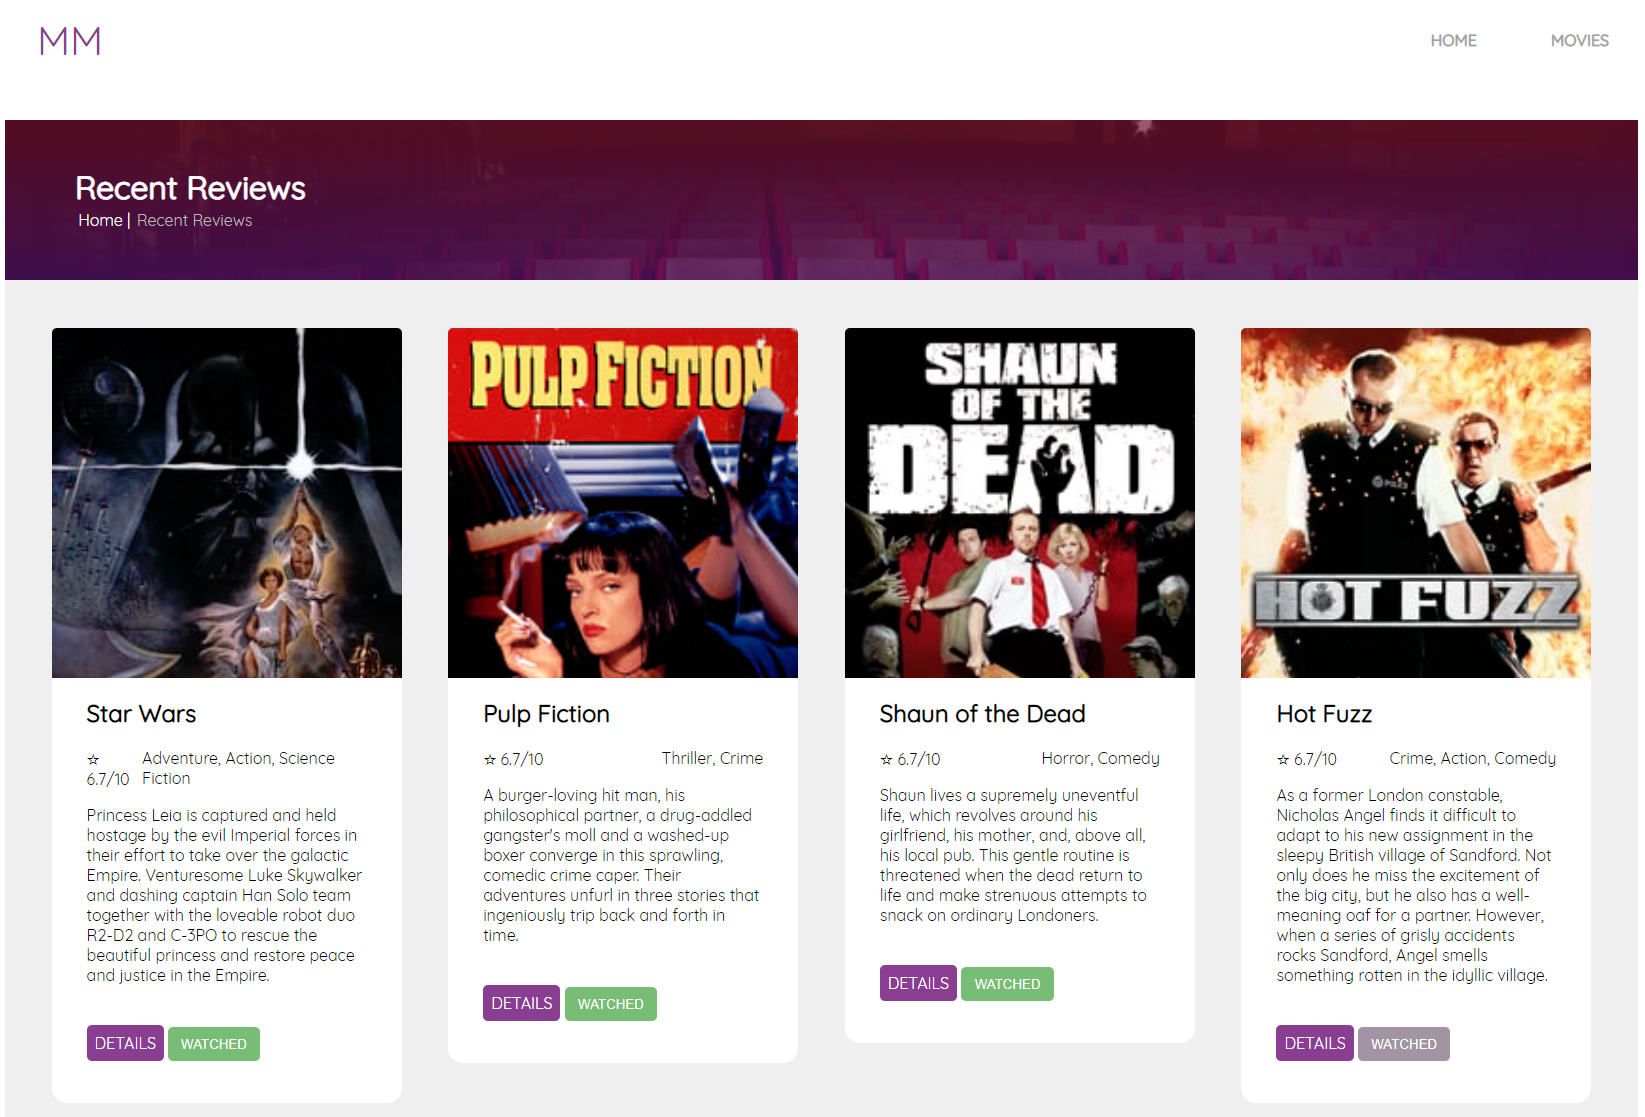 MM
HOME
MOVIES
Recent Reviews
Home | Recent Reviews
PULP FICTION
SHAUN
OF THE
DEAD
POLICE
HOT FUZZ
Star Wars
☆
6.7/10
Adventure, Action, Science
Fiction
Princess Leia is captured and held
hostage by the evil Imperial forces in
their effort to take over the galactic
Empire. Venturesome Luke Skywalker
and dashing captain Han Solo team
together with the loveable robot duo
R2-D2 and C-3PO to rescue the
beautiful princess and restore peace
and justice in the Empire.
DETAILS
WATCHED
Pulp Fiction
☆ 6.7/10
Thriller, Crime
A burger-loving hit man, his
philosophical partner, a drug-addled
gangster's moll and a washed-up
boxer converge in this sprawling,
comedic crime caper. Their
adventures unfurl in three stories that
ingeniously trip back and forth in
time.
DETAILS
WATCHED
Shaun of the Dead
☆ 6.7/10
Horror, Comedy
Shaun lives a supremely uneventful
life, which revolves around his
girlfriend, his mother, and, above all,
his local pub. This gentle routine is
threatened when the dead return to
life and make strenuous attempts to
snack on ordinary Londoners.
DETAILS
WATCHED
Hot Fuzz
☆ 6.7/10
Crime, Action, Comedy
As a former London constable,
Nicholas Angel finds it difficult to
adapt to his new assignment in the
sleepy British village of Sandford. Not
only does he miss the excitement of
the big city, but he also has a well-
meaning oaf for a partner. However,
when a series of grisly accidents
rocks Sandford, Angel smells
something rotten in the idyllic village.
DETAILS
WATCHED